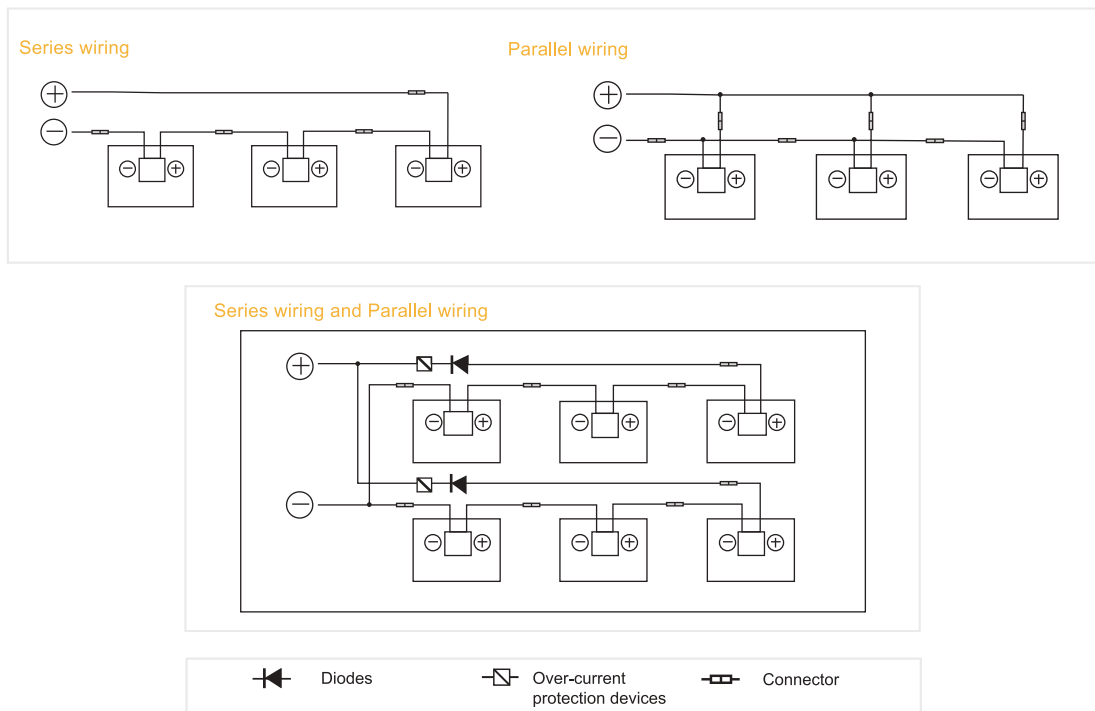 Series wiring
Parallel wiring
Series wiring and Parallel wiring
Diodes
Over-current
protection devices
Connector